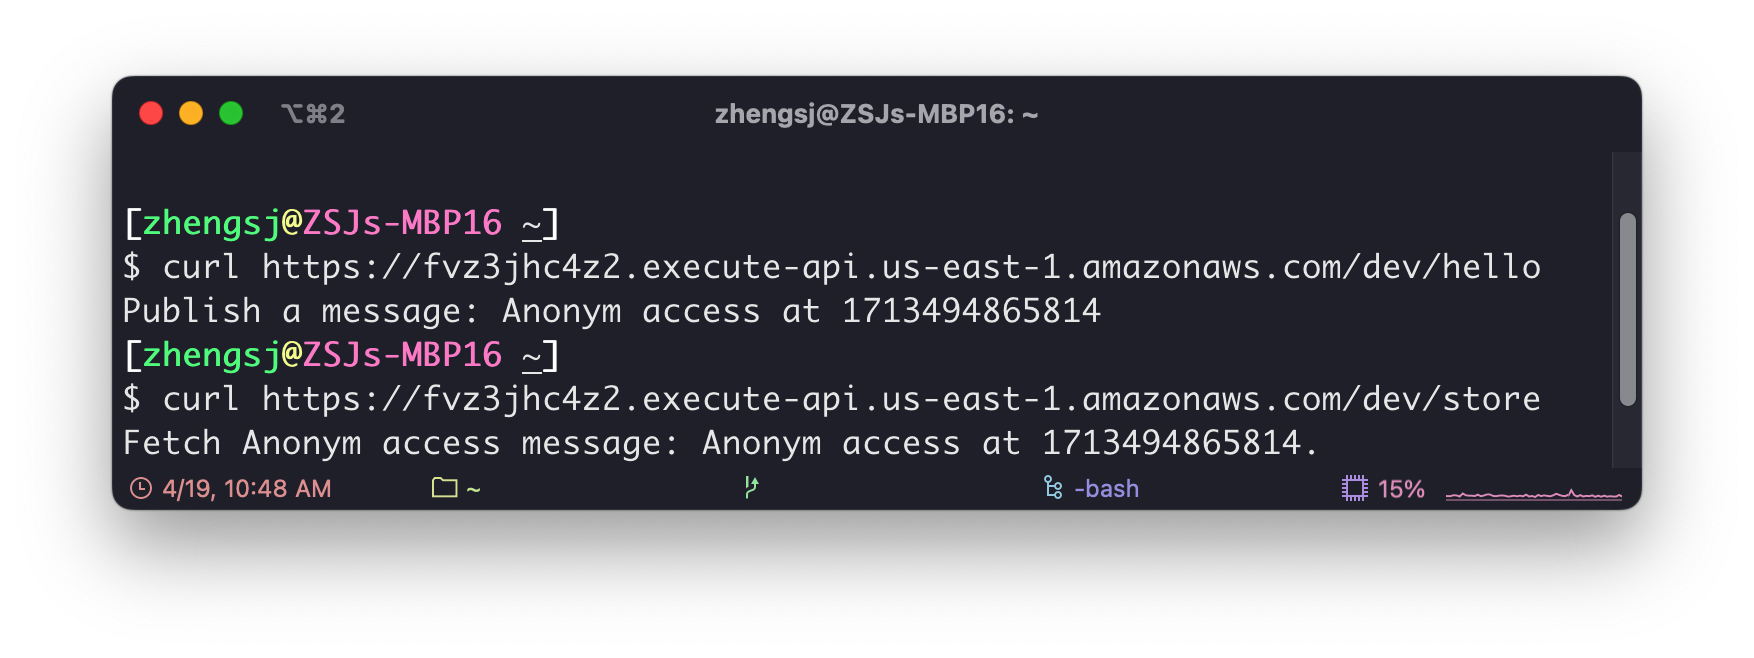 ⌥⌘2
zhengsj@ZSJs-MBP16: ~
[zhengsj@ZSJs-MBP16 ~]
$ curl https://fvz3jhc4z2.execute-api.us-east-1.amazonaws.com/dev/hello
Publish a message: Anonym access at 1713494865814
[zhengsj@ZSJs-MBP16 ~]
$ curl https://fvz3jhc4z2.execute-api.us-east-1.amazonaws.com/dev/store
Fetch Anonym access message: Anonym access at 1713494865814.
4/19, 10:48 AM
~
-bash
15%